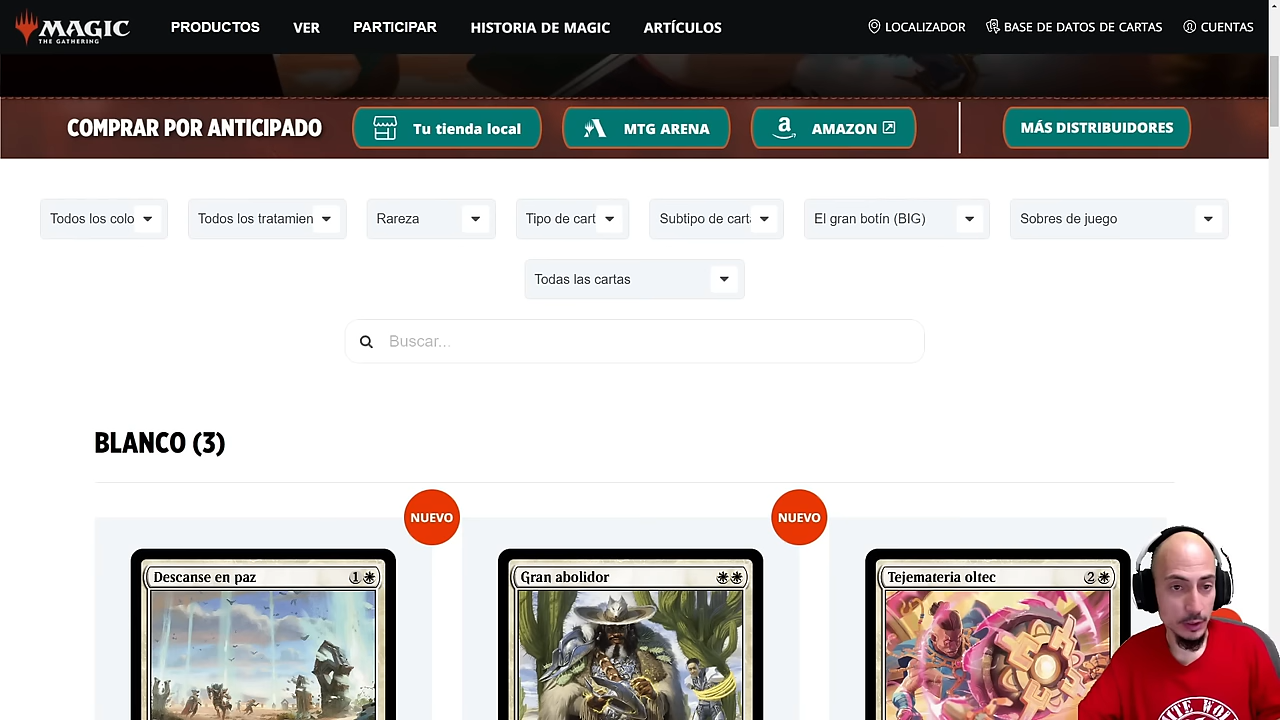 MAGIC
THE GATHERING
PRODUCTOS
VER
PARTICIPAR
HISTORIA DE MAGIC
ARTÍCULOS
LOCALIZADOR
BASE DE DATOS DE CARTAS
CUENTAS
COMPRAR POR ANTICIPADO
Tu tienda local
MTG ARENA
a AMAZON
MÁS DISTRIBUIDORES
Todos los colo
Todos los tratamien
Rareza
Tipo de cart
Subtipo de carta
El gran botín (BIG)
Sobres de juego
Todas las cartas
Buscar...
BLANCO (3)
NUEVO
NUEVO
Descanse en paz 1
Gran abolidor
Tejemateria oltec 2